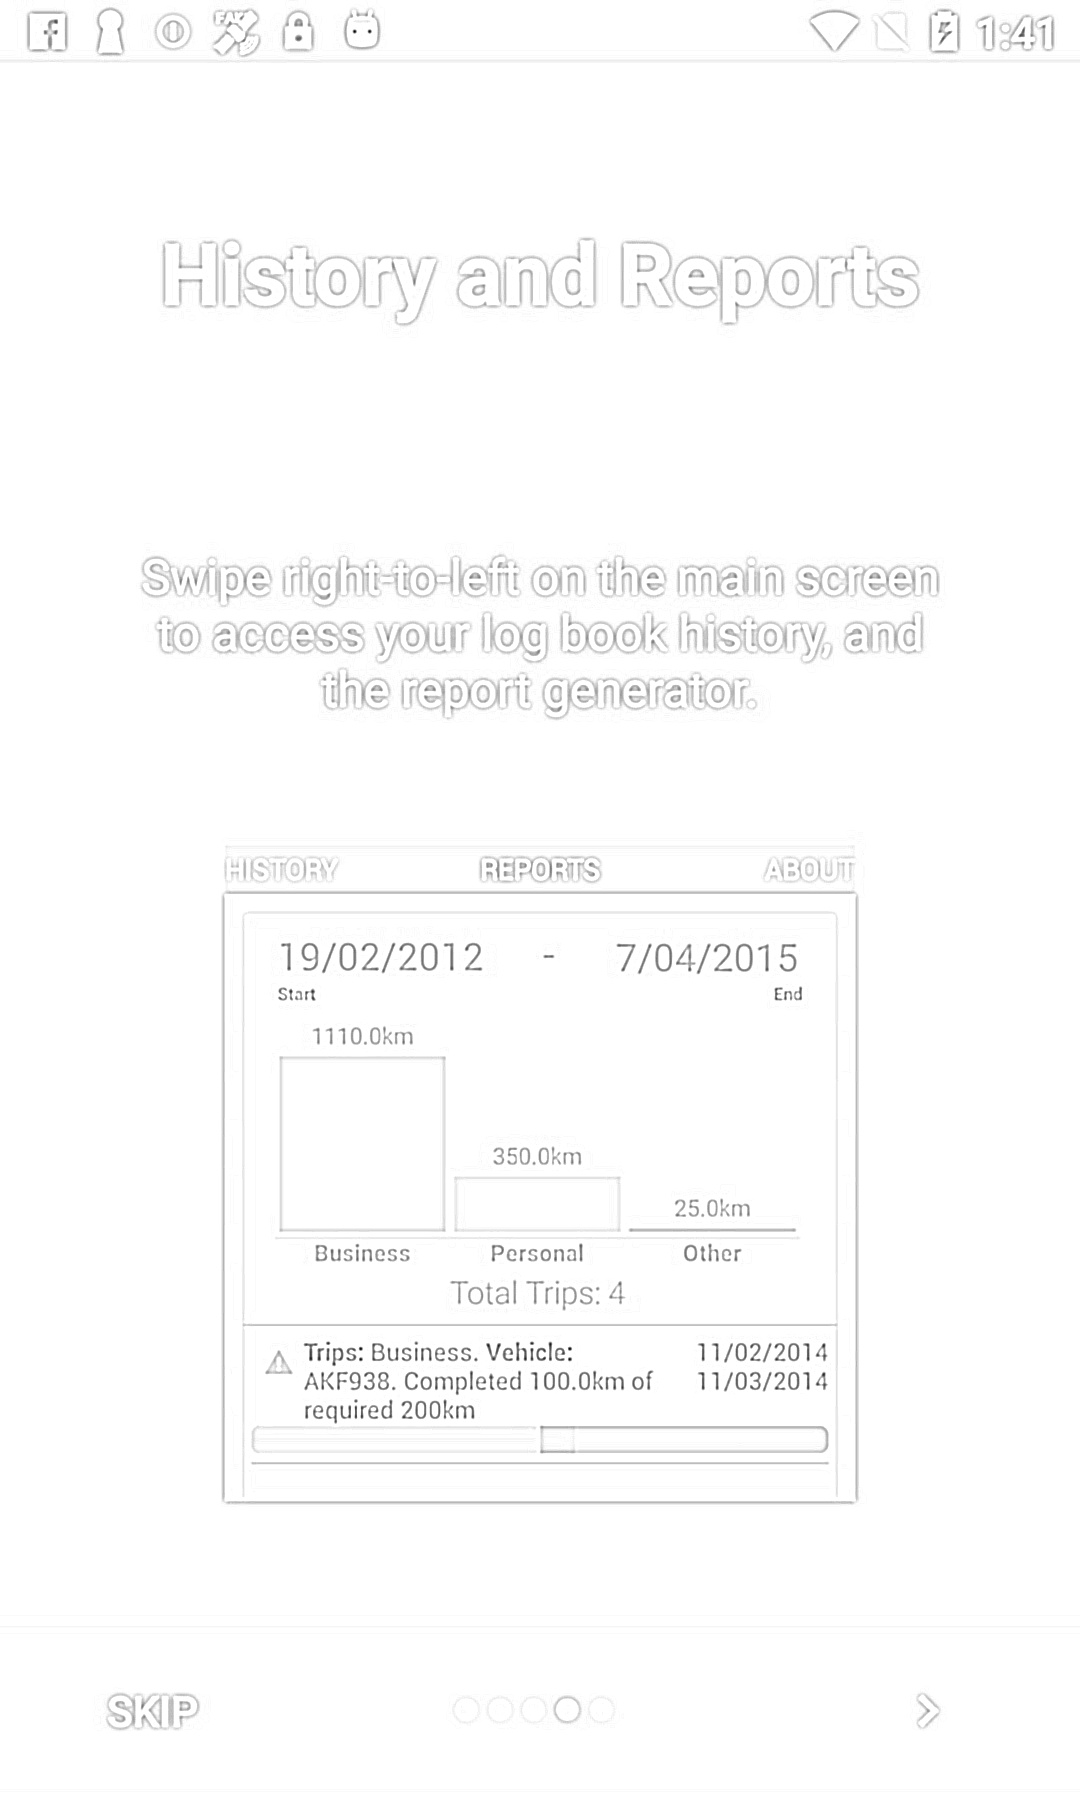 FAKE
1:41
History and Reports
Swipe right-to-left on the main screen
to access your log book history, and
the report generator.
HISTORY REPORTS ABOUT
19/02/2012 - 7/04/2015
Start End
1110.0km
350.0km
25.0km
Business Personal Other
Total Trips: 4
Trips: Business. Vehicle: 11/02/2014
AKF938. Completed 100.0km of 11/03/2014
required 200km
SKIP